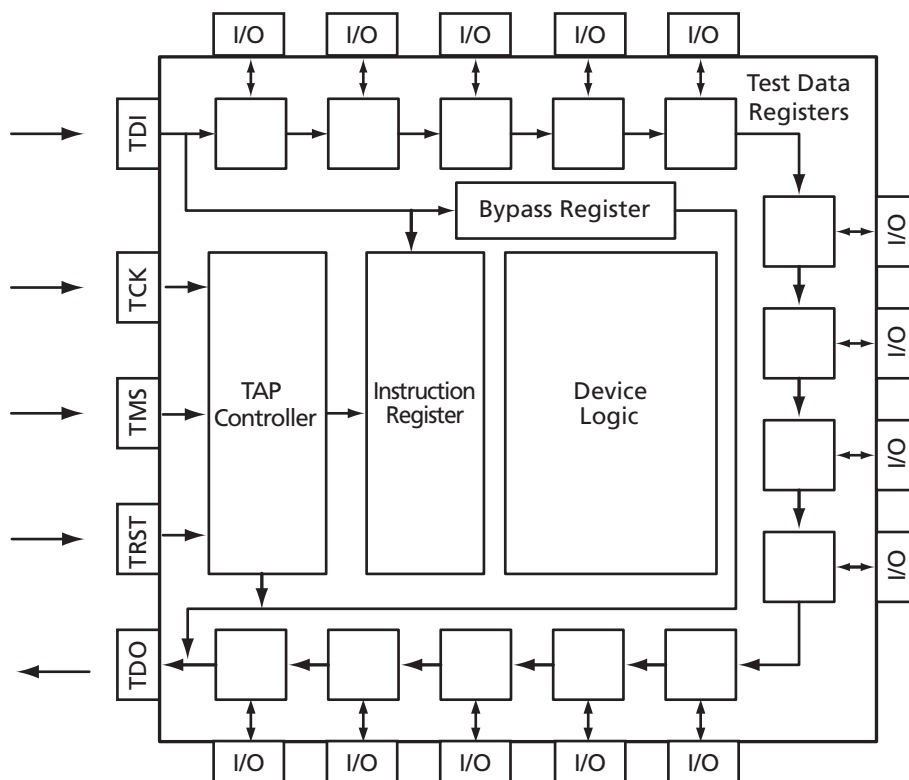 I/O I/O I/O I/O I/O
Test Data
Registers
TDI
Bypass Register
I/O
TCK
I/O
TAP
Controller
Instruction
Register
Device
Logic
TMS
I/O
TRST
I/O
TDO
I/O I/O I/O I/O I/O